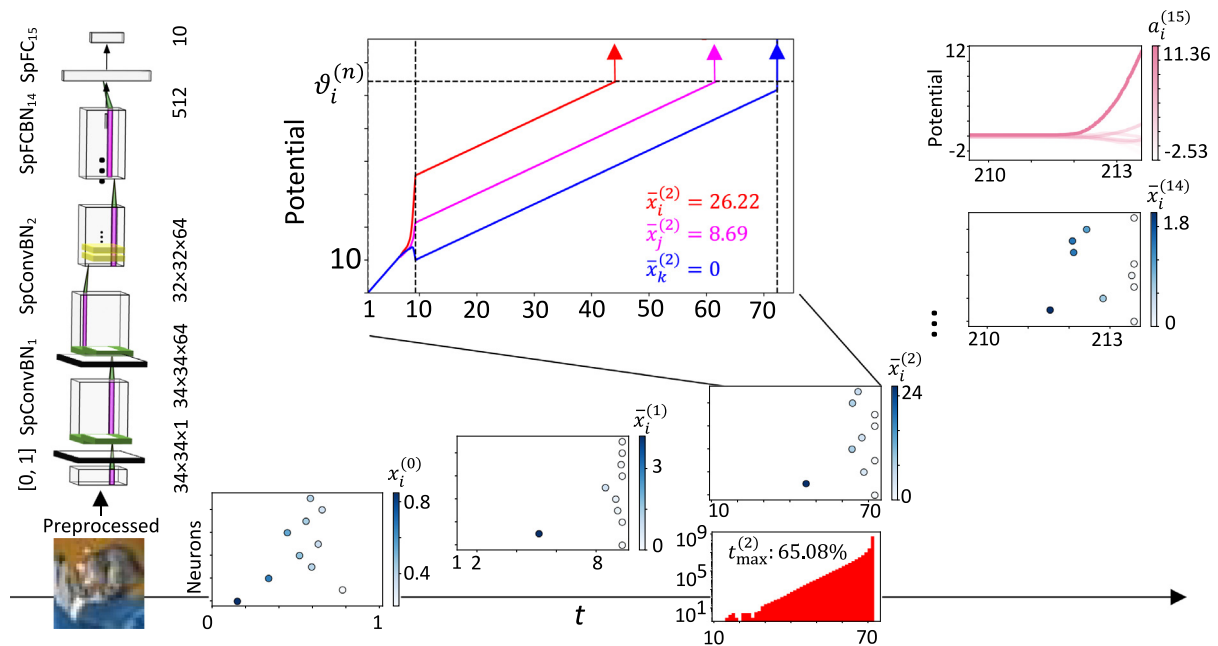 SpFC₁₅
10
SpFCBN₁₄
512
SpConvBN₂
32×32×64
SpConvBN₁
34×34×64
[0, 1]
34×34×1
Preprocessed
Potential
ϑᵢ⁽ⁿ⁾
10
x̄ᵢ⁽²⁾ = 26.22
x̄ⱼ⁽²⁾ = 8.69
x̄ₖ⁽²⁾ = 0
1 10 20 30 40 50 60 70
aᵢ⁽¹⁵⁾
12
11.36
Potential
-2
-2.53
210 213
x̄ᵢ⁽¹⁴⁾
1.8
0
210 213
...
x̄ᵢ⁽²⁾
24
0
10 70
x̄ᵢ⁽¹⁾
3
0
1 2 8
xᵢ⁽⁰⁾
0.8
0.4
Neurons
0 1
t
10⁹
10⁵
10¹
t⁽²⁾max: 65.08%
10 70